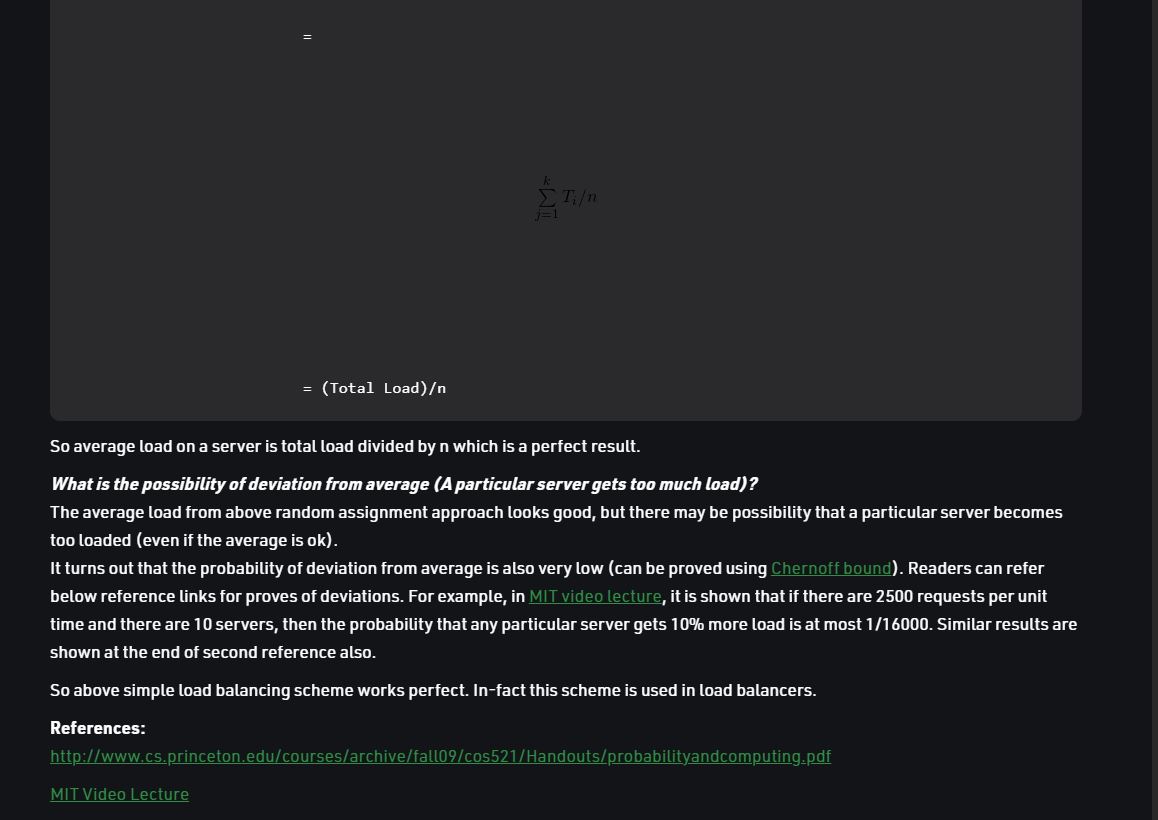 =
k
∑ T_i/n
j=1
= (Total Load)/n
So average load on a server is total load divided by n which is a perfect result.
What is the possibility of deviation from average (A particular server gets too much load)?
The average load from above random assignment approach looks good, but there may be possibility that a particular server becomes
too loaded (even if the average is ok).
It turns out that the probability of deviation from average is also very low (can be proved using Chernoff bound). Readers can refer
below reference links for proves of deviations. For example, in MIT video lecture, it is shown that if there are 2500 requests per unit
time and there are 10 servers, then the probability that any particular server gets 10% more load is at most 1/16000. Similar results are
shown at the end of second reference also.
So above simple load balancing scheme works perfect. In-fact this scheme is used in load balancers.
References:
http://www.cs.princeton.edu/courses/archive/fall09/cos521/Handouts/probabilityandcomputing.pdf
MIT Video Lecture